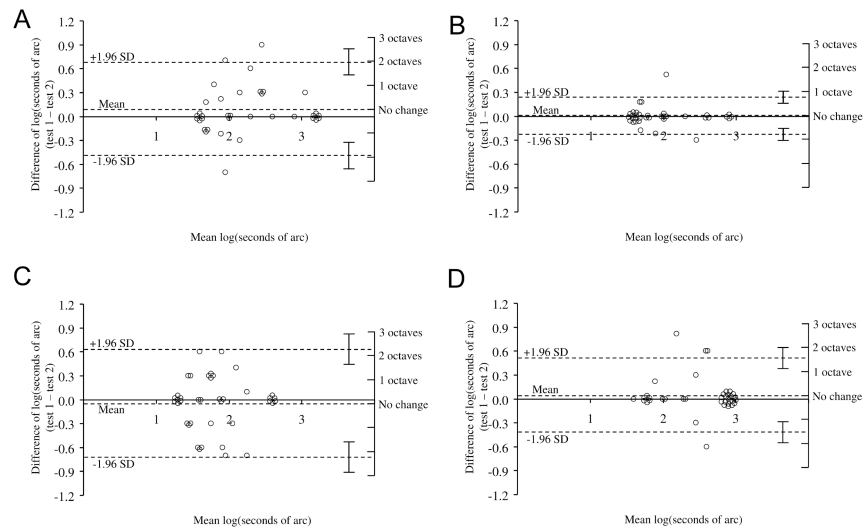 A
Difference of log(seconds of arc)
(test 1 – test 2)
1.2
0.9
0.6
0.3
0.0
-0.3
-0.6
-0.9
-1.2
+1.96 SD
Mean
-1.96 SD
1 2 3
3 octaves
2 octaves
1 octave
No change
Mean log(seconds of arc)
B
Difference of log(seconds of arc)
(test 1 – test 2)
1.2
0.9
0.6
0.3
0.0
-0.3
-0.6
-0.9
-1.2
+1.96 SD
Mean
-1.96 SD
1 2 3
3 octaves
2 octaves
1 octave
No change
Mean log(seconds of arc)
C
Difference of log(seconds of arc)
(test 1 – test 2)
1.2
0.9
0.6
0.3
0.0
-0.3
-0.6
-0.9
-1.2
+1.96 SD
Mean
-1.96 SD
1 2 3
3 octaves
2 octaves
1 octave
No change
Mean log(seconds of arc)
D
Difference of log(seconds of arc)
(test 1 – test 2)
1.2
0.9
0.6
0.3
0.0
-0.3
-0.6
-0.9
-1.2
+1.96 SD
Mean
-1.96 SD
1 2 3
3 octaves
2 octaves
1 octave
No change
Mean log(seconds of arc)